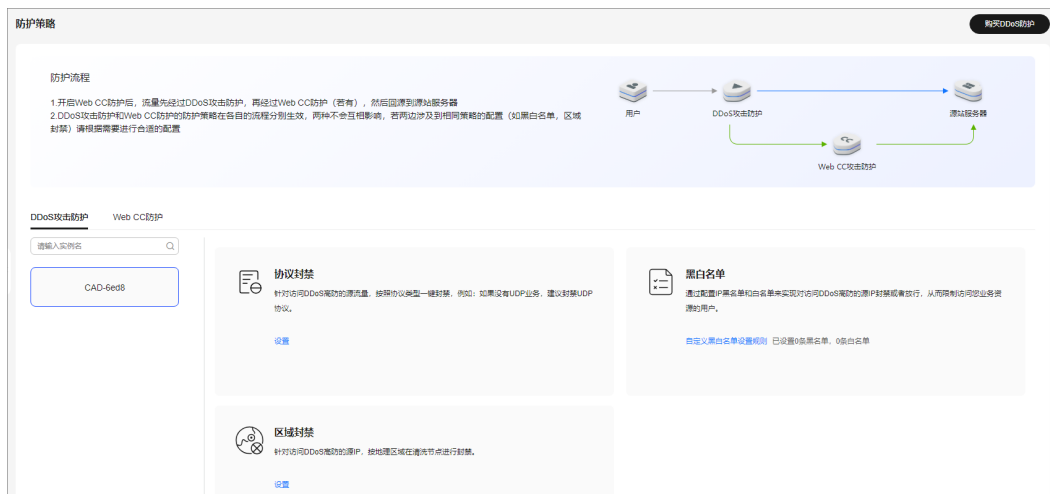 防护策略
购买DDoS防护
防护流程
1.开启Web CC防护后，流量先经过DDoS攻击防护，再经过Web CC防护（若有），然后回源到源站服务器
2.DDoS攻击防护和Web CC防护的防护策略在各自的流程分别生效，两种不会互相影响，若两边涉及到相同策略的配置（如黑白名单，区域
封禁）请根据需要进行合适的配置
用户
DDoS攻击防护
源站服务器
Web CC攻击防护
DDoS攻击防护
Web CC防护
请输入实例名
CAD-6ed8
协议封禁
针对访问DDoS高防的源流量，按照协议类型一键封禁，例如：如果没有UDP业务，建议封禁UDP
协议。
设置
黑白名单
通过配置IP黑名单和白名单来实现对访问DDoS高防的源IP封禁或者放行，从而限制访问您业务资
源的用户。
自定义黑白名单设置规则 已设置0条黑名单，0条白名单
区域封禁
针对访问DDoS高防的源IP，按地理区域在清洗节点进行封禁。
设置